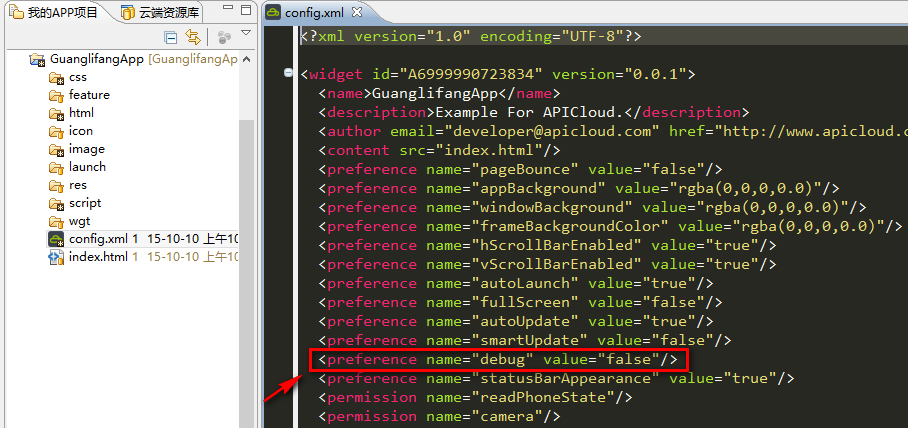 我的APP项目
云端资源库
GuanglifangApp [GuanglifangAp
css
feature
html
icon
image
launch
res
script
wgt
config.xml 1 15-10-10 上午10
index.html 1 15-10-10 上午10
config.xml
<?xml version="1.0" encoding="UTF-8"?>
<widget id="A6999990723834" version="0.0.1">
<name>GuanglifangApp</name>
<description>Example For APICloud.</description>
<author email="developer@apicloud.com" href="http://www.apicloud.c
<content src="index.html"/>
<preference name="pageBounce" value="false"/>
<preference name="appBackground" value="rgba(0,0,0,0.0)"/>
<preference name="windowBackground" value="rgba(0,0,0,0.0)"/>
<preference name="frameBackgroundColor" value="rgba(0,0,0,0.0)"/>
<preference name="hScrollBarEnabled" value="true"/>
<preference name="vScrollBarEnabled" value="true"/>
<preference name="autoLaunch" value="true"/>
<preference name="fullScreen" value="false"/>
<preference name="autoUpdate" value="true"/>
<preference name="smartUpdate" value="false"/>
<preference name="debug" value="false"/>
<preference name="statusBarAppearance" value="true"/>
<permission name="readPhoneState"/>
<permission name="camera"/>